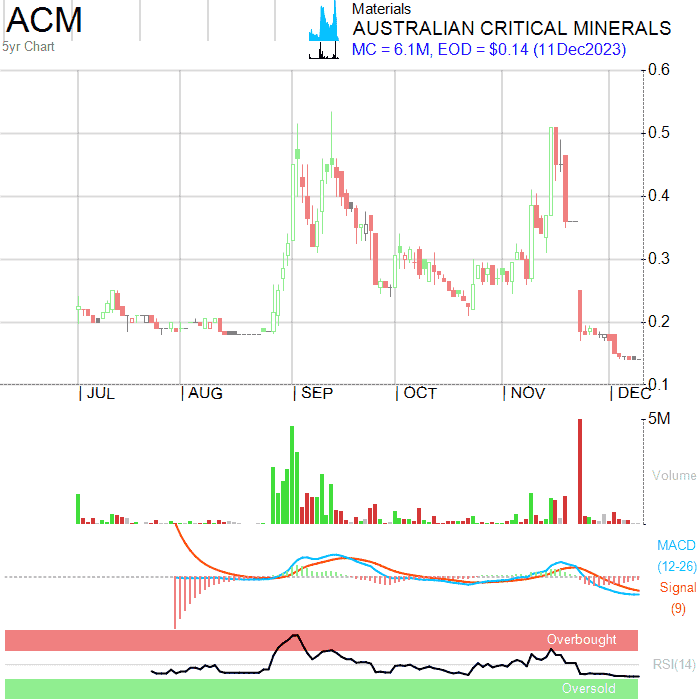 ACM
5yr Chart
Materials
AUSTRALIAN CRITICAL MINERALS
MC = 6.1M, EOD = $0.14 (11Dec2023)
0.6
0.5
0.4
0.3
0.2
0.1
JUL AUG SEP OCT NOV DEC
5M
Volume
MACD
(12-26)
Signal
(9)
Overbought
RSI(14)
Oversold